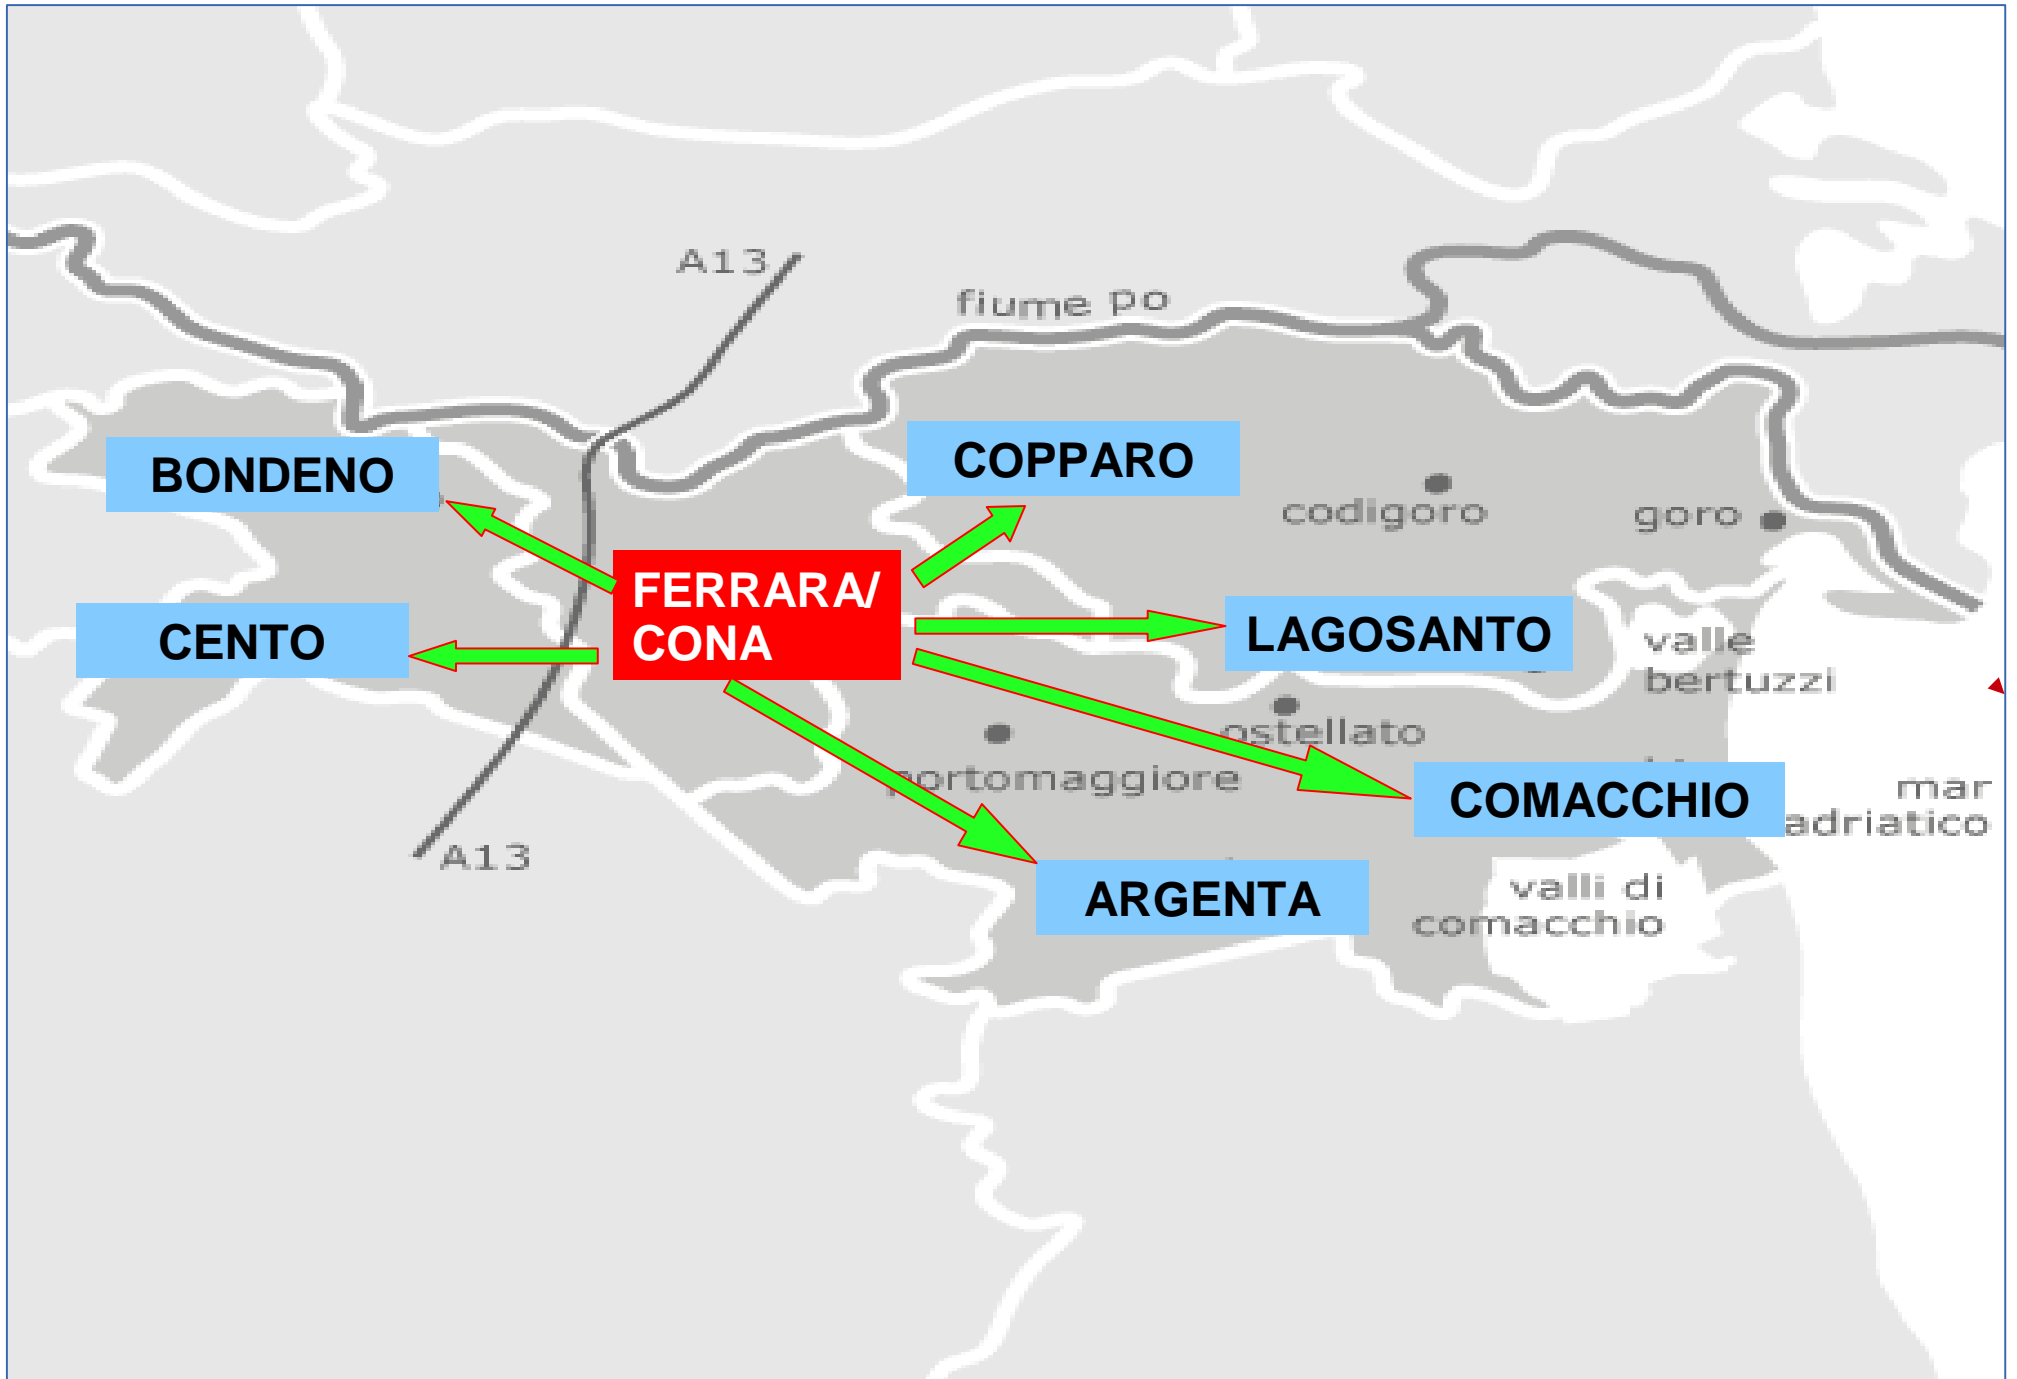 A13
fiume po
BONDENO
COPPARO
codigoro
goro
FERRARA/
CONA
CENTO
LAGOSANTO
valle
bertuzzi
ostellato
portomaggiore
COMACCHIO
mar
adriatico
A13
ARGENTA
valli di
comacchio